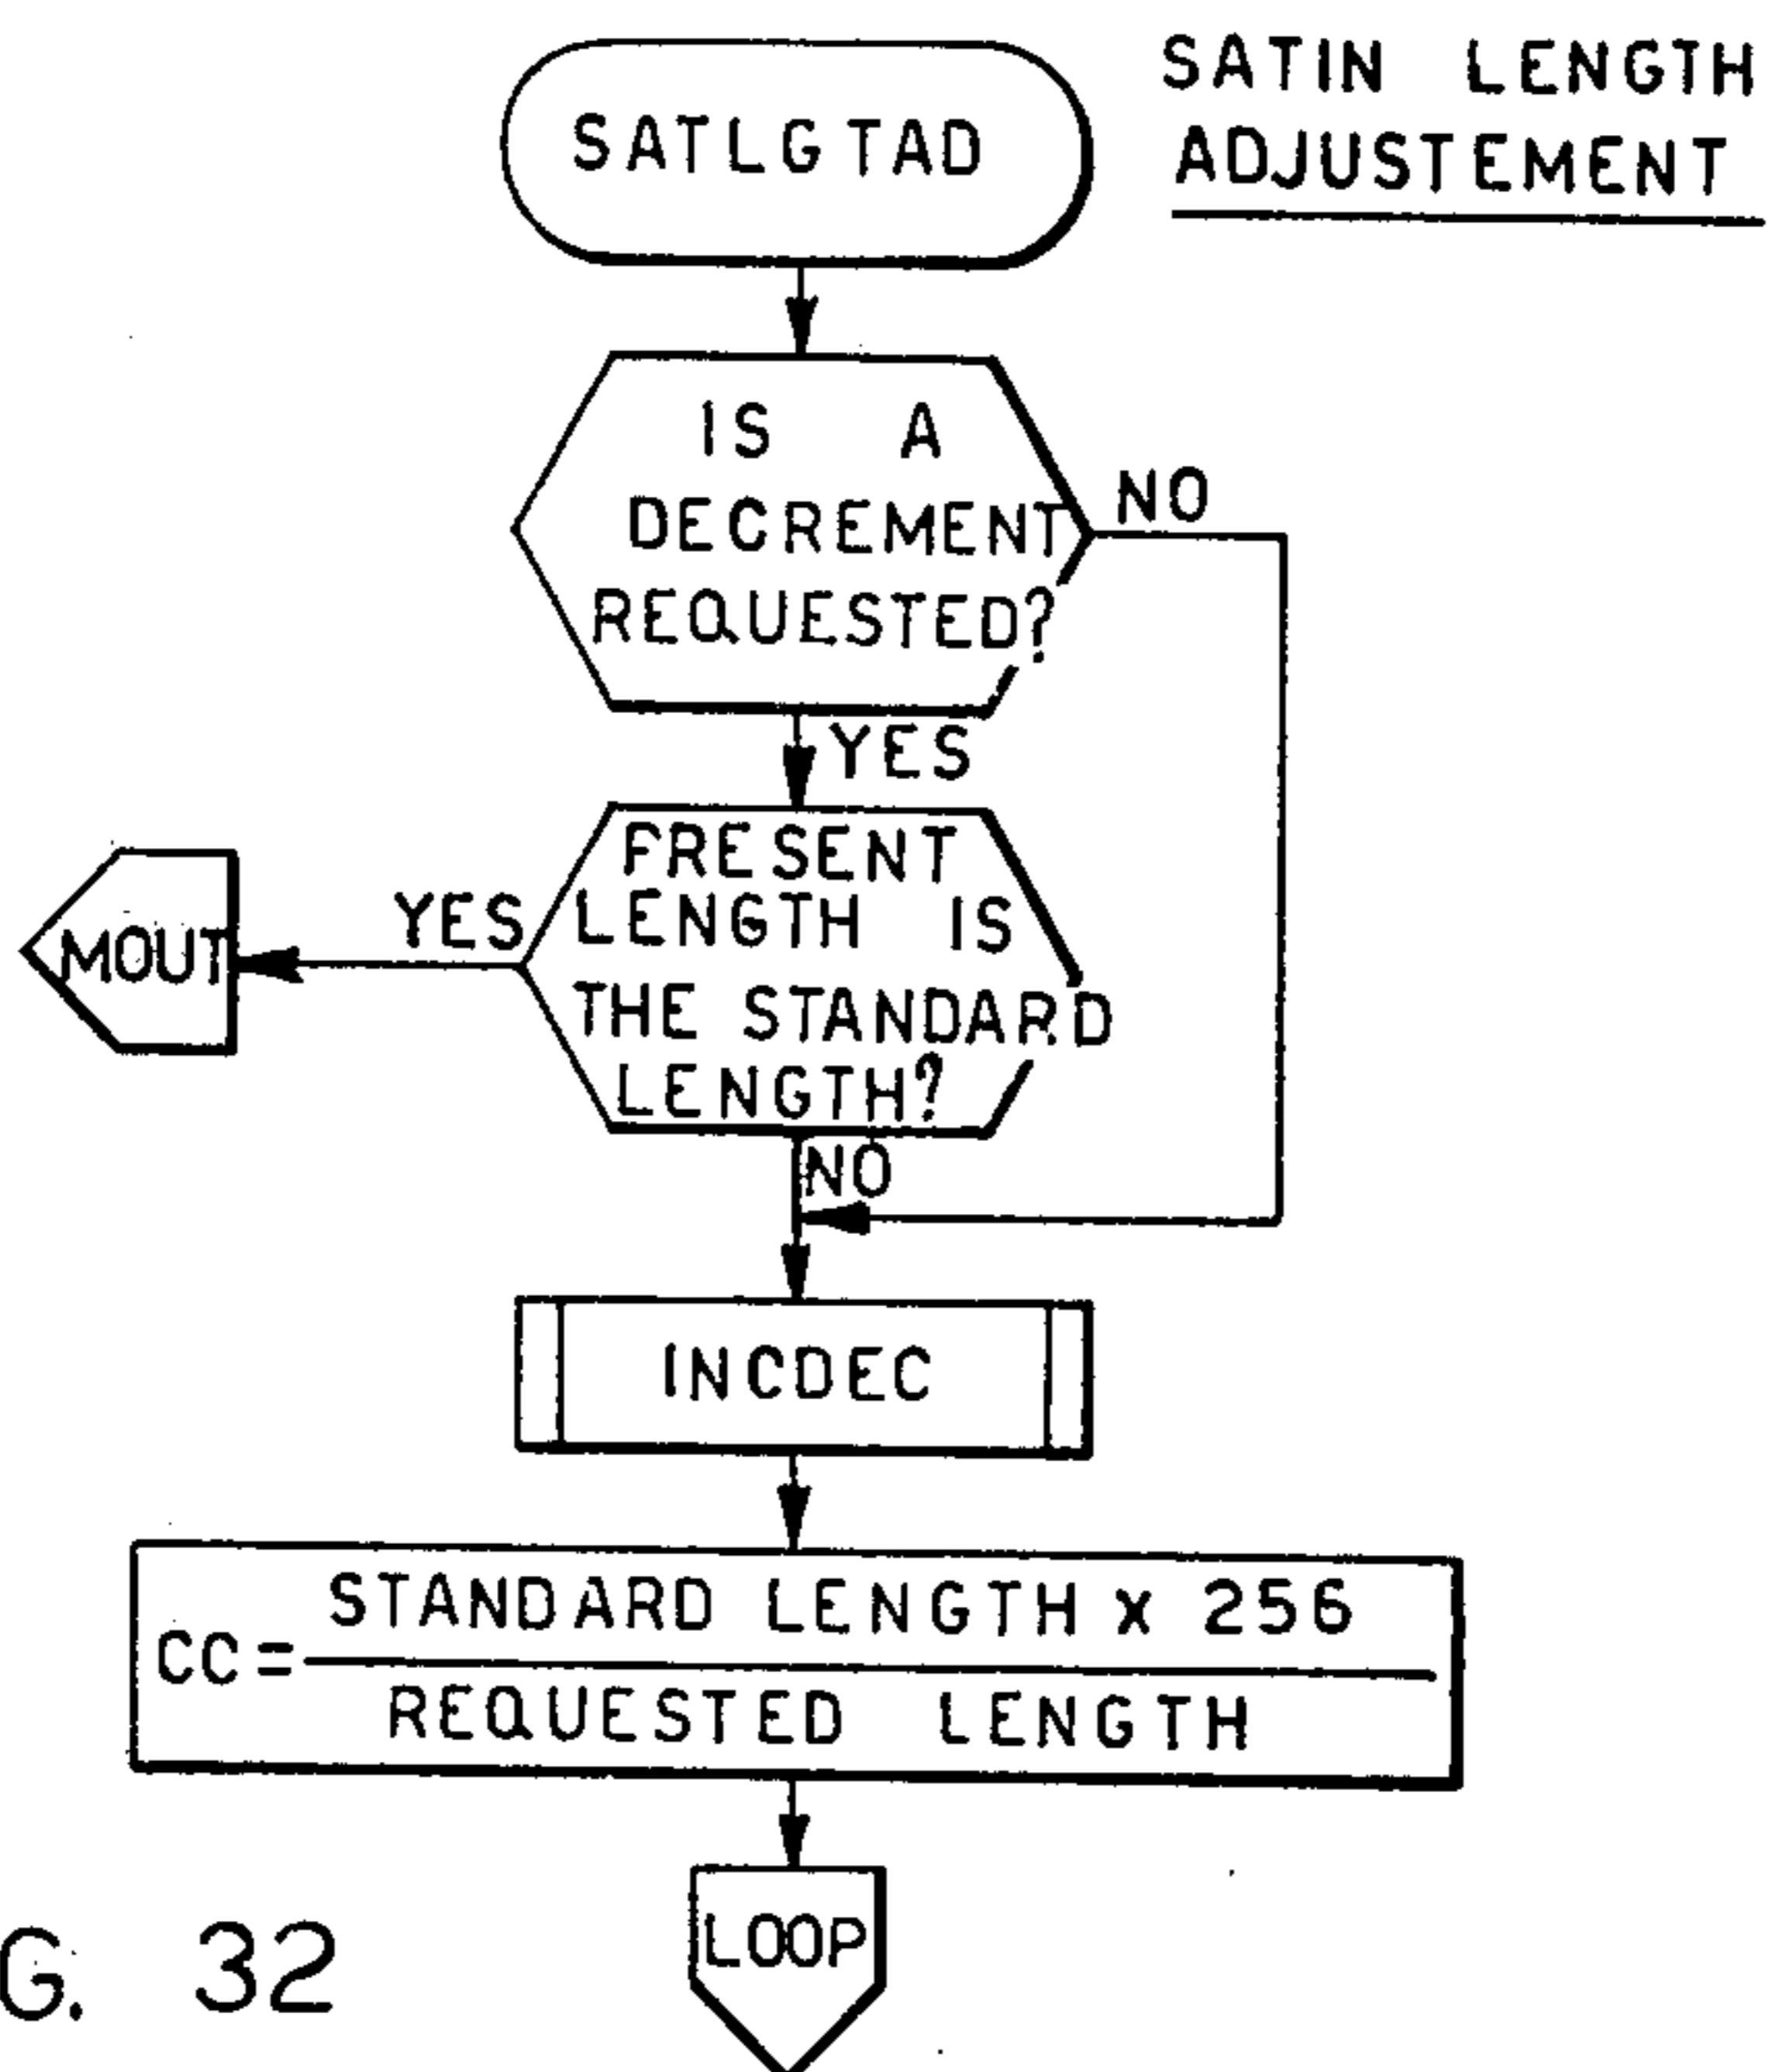 SATIN LENGTH
ADJUSTEMENT
SATLGTAD
IS A
DECREMENT
REQUESTED?
NO
YES
PRESENT
LENGTH IS
THE STANDARD
LENGTH?
YES
MOUT
NO
INCDEC
STANDARD LENGTH x 256
CC=
REQUESTED LENGTH
LOOP
G. 32